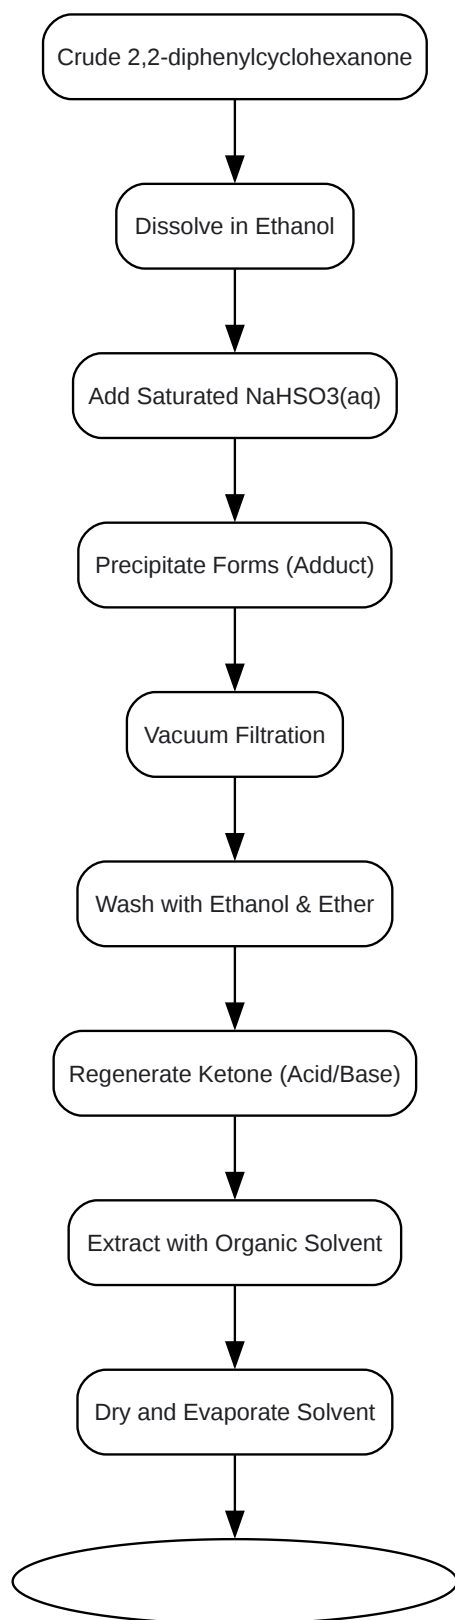 Crude 2,2-diphenylcyclohexanone
Dissolve in Ethanol
Add Saturated NaHSO3(aq)
Precipitate Forms (Adduct)
Vacuum Filtration
Wash with Ethanol & Ether
Regenerate Ketone (Acid/Base)
Extract with Organic Solvent
Dry and Evaporate Solvent